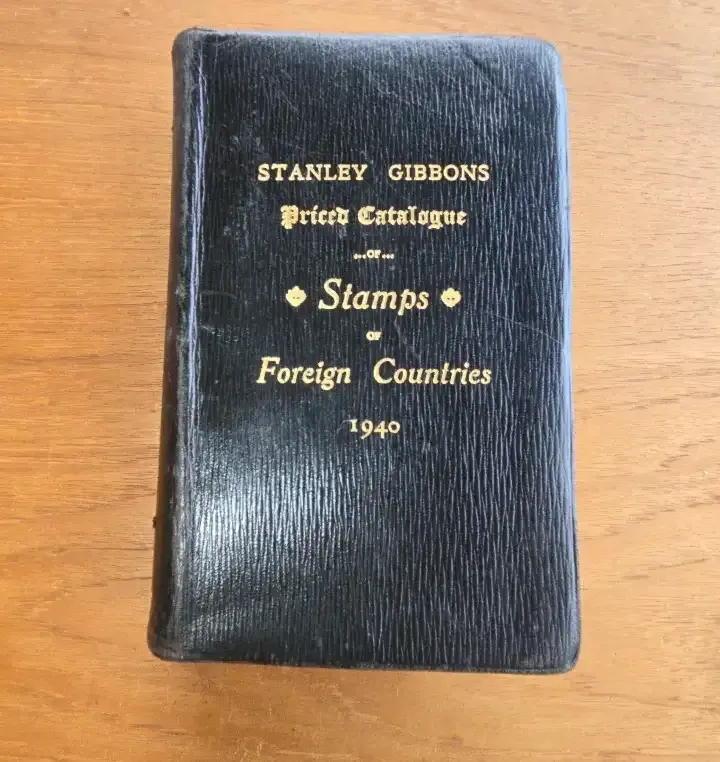 STANLEY GIBBONS
Priced Catalogue
...OF...
Stamps
OF
Foreign Countries
1940